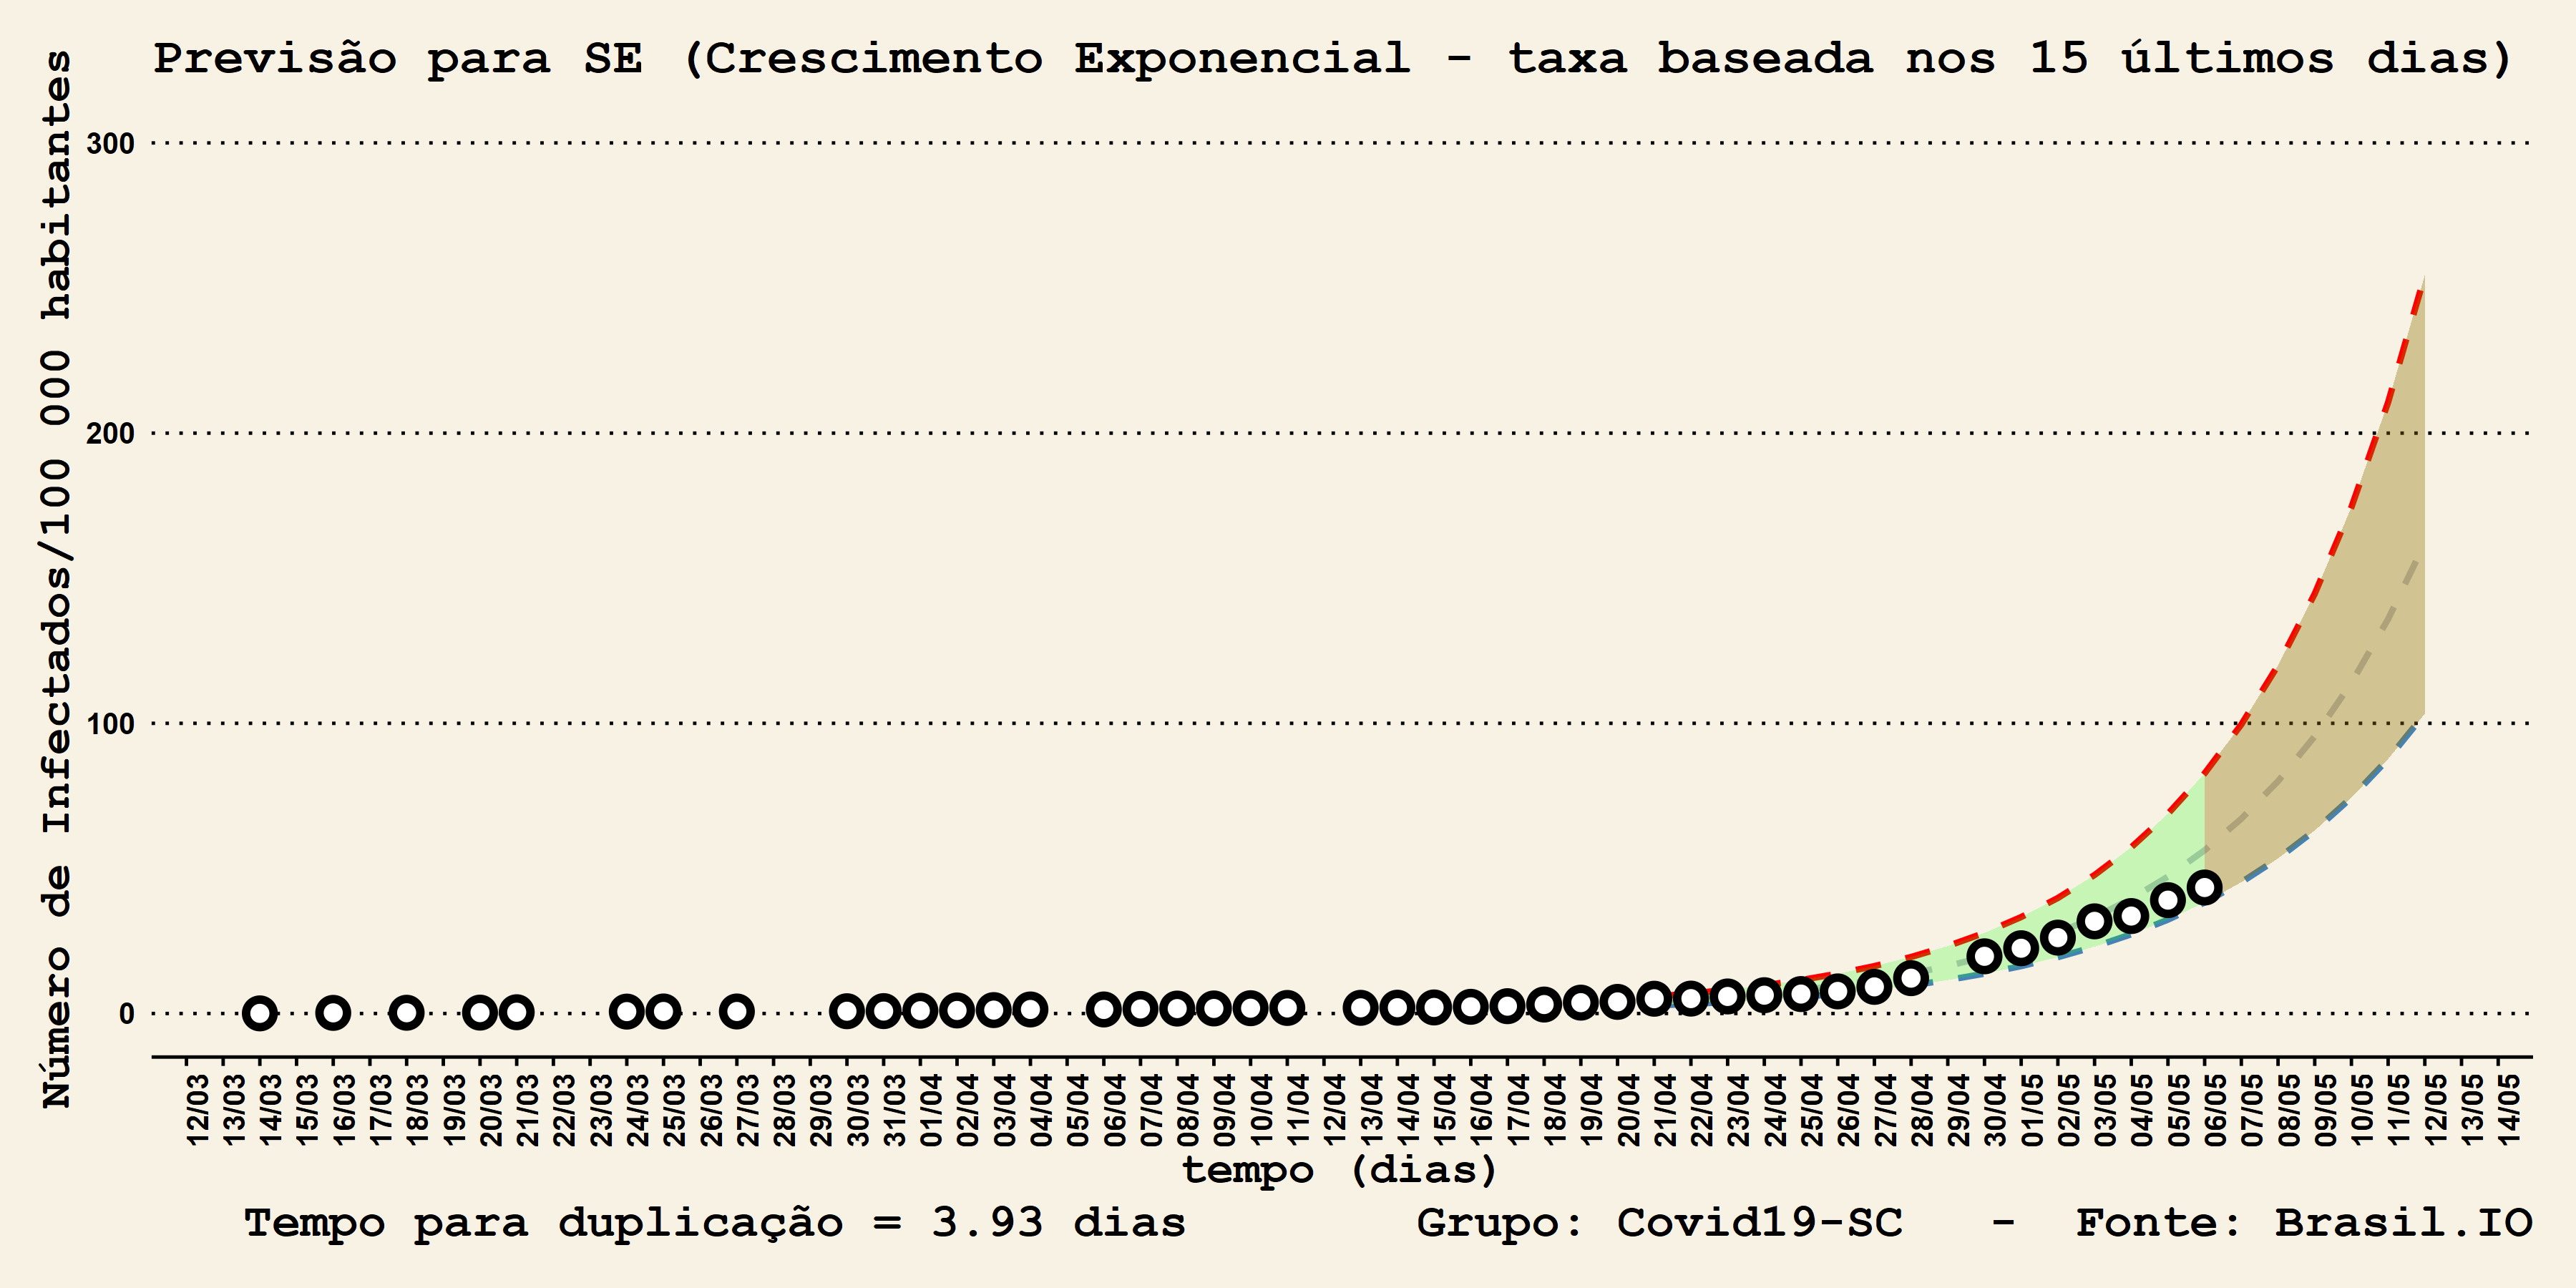 Previsão para SE (Crescimento Exponencial - taxa baseada nos 15 últimos dias)
Número de Infectados/100 000 habitantes
300
200
100
0
12/03 13/03 14/03 15/03 16/03 17/03 18/03 19/03 20/03 21/03 22/03 23/03 24/03 25/03 26/03 27/03 28/03 29/03 30/03 31/03 01/04 02/04 03/04 04/04 05/04 06/04 07/04 08/04 09/04 10/04 11/04 12/04 13/04 14/04 15/04 16/04 17/04 18/04 19/04 20/04 21/04 22/04 23/04 24/04 25/04 26/04 27/04 28/04 29/04 30/04 01/05 02/05 03/05 04/05 05/05 06/05 07/05 08/05 09/05 10/05 11/05 12/05 13/05 14/05
tempo (dias)
Tempo para duplicação = 3.93 dias Grupo: Covid19-SC - Fonte: Brasil.IO